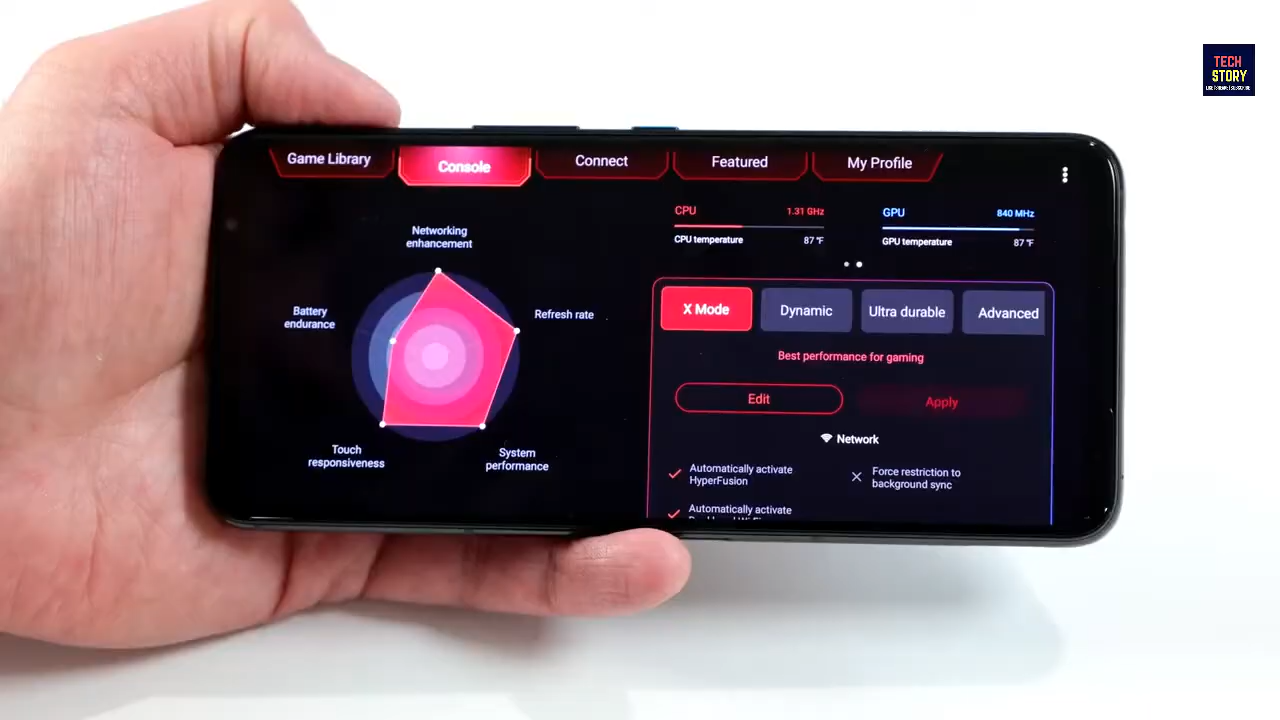 TECH
STORY
Game Library
Console
Connect
Featured
My Profile
CPU
1.31 GHz
GPU
840 MHz
CPU temperature
87 °F
GPU temperature
87 °F
Networking
enhancement
Battery
endurance
Refresh rate
Touch
responsiveness
System
performance
X Mode
Dynamic
Ultra durable
Advanced
Best performance for gaming
Edit
Apply
Network
Automatically activate
HyperFusion
Force restriction to
background sync
Automatically activate